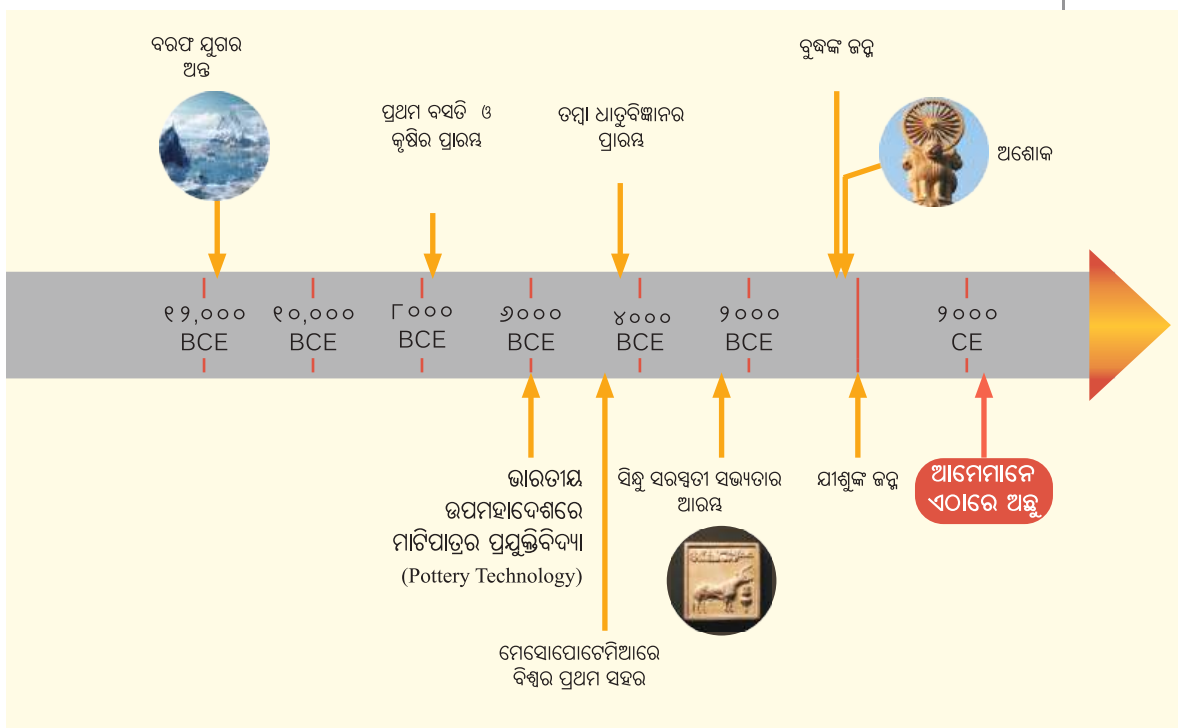 ବରଫ ଯୁଗର
ଅନ୍ତ
ପ୍ରଥମ ବସତି ଓ
କୃଷିର ପ୍ରାରମ୍ଭ
ତମ୍ବା ଧାତୁବିଜ୍ଞାନର
ପ୍ରାରମ୍ଭ
ବୁଦ୍ଧଙ୍କ ଜନ୍ମ
ଅଶୋକ
୧୨,୦୦୦
BCE
୧୦,୦୦୦
BCE
୮୦୦୦
BCE
୬୦୦୦
BCE
୪୦୦୦
BCE
୨୦୦୦
BCE
୨୦୦୦
CE
ଭାରତୀୟ
ଉପମହାଦେଶରେ
ମାଟିପାତ୍ରର ପ୍ରଯୁକ୍ତିବିଦ୍ୟା
(Pottery Technology)
ମେସୋପୋଟେମିଆରେ
ବିଶ୍ୱର ପ୍ରଥମ ସହର
ସିନ୍ଧୁ ସରସ୍ୱତୀ ସଭ୍ୟତାର
ଆରମ୍ଭ
ଯୀଶୁଙ୍କ ଜନ୍ମ
ଆମେମାନେ
ଏଠାରେ ଅଛୁ